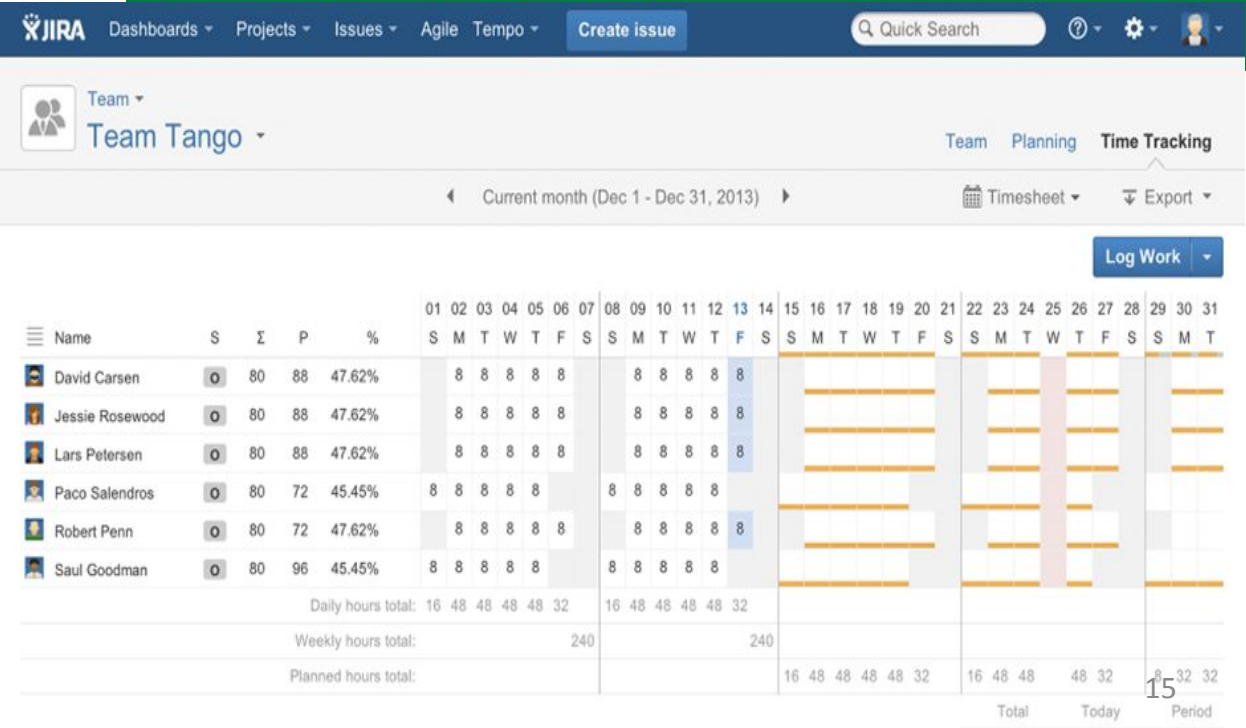 JIRA Dashboards Projects Issues Agile Tempo Create issue Quick Search
Team
Team Tango
Team Planning Time Tracking
Current month (Dec 1 - Dec 31, 2013) Timesheet Export
Log Work
01 02 03 04 05 06 07 08 09 10 11 12 13 14 15 16 17 18 19 20 21 22 23 24 25 26 27 28 29 30 31
Name S Σ P % S M T W T F S S M T W T F S S M T W T F S S M T W T F S S M T
David Carsen O 80 88 47.62% 8 8 8 8 8 8 8 8 8 8
Jessie Rosewood O 80 88 47.62% 8 8 8 8 8 8 8 8 8 8
Lars Petersen O 80 88 47.62% 8 8 8 8 8 8 8 8 8 8
Paco Salendros O 80 72 45.45% 8 8 8 8 8 8 8 8 8 8
Robert Penn O 80 72 47.62% 8 8 8 8 8 8 8 8 8 8
Saul Goodman O 80 96 45.45% 8 8 8 8 8 8 8 8 8 8
Daily hours total: 16 48 48 48 48 32 16 48 48 48 48 32
Weekly hours total: 240 240
Planned hours total: 16 48 48 48 48 32 16 48 48 48 32 8 32 32
15
Total Today Period